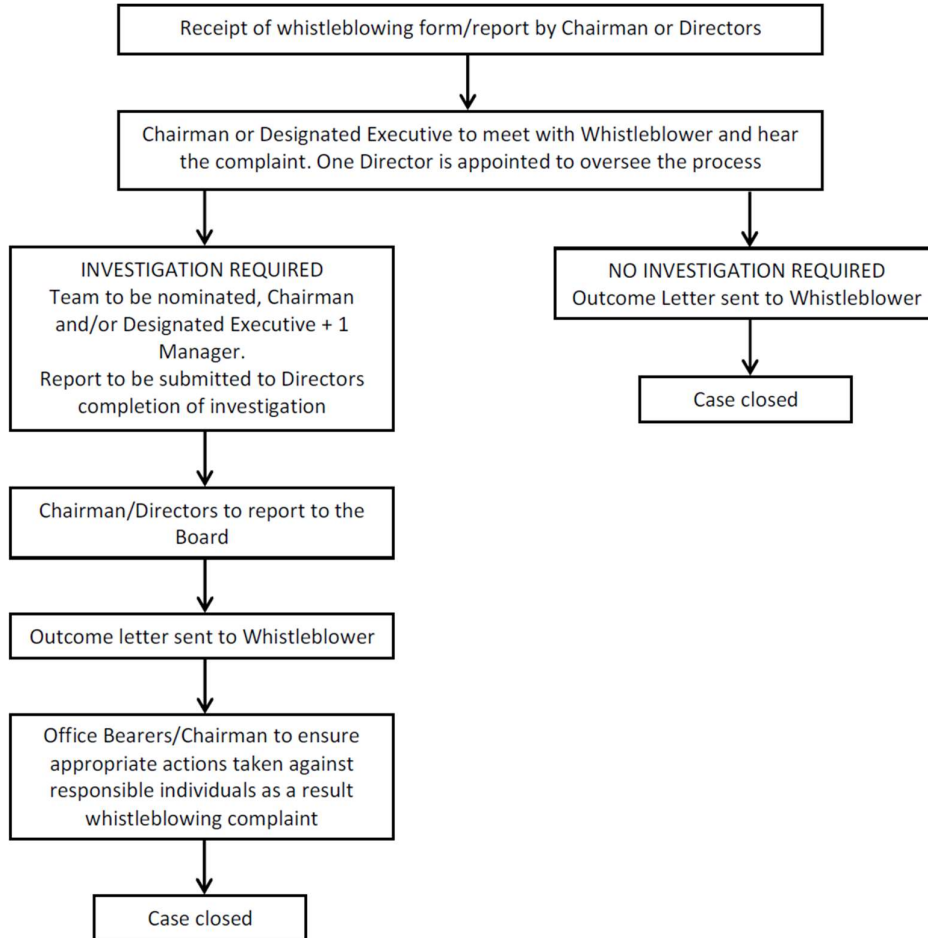 Receipt of whistleblowing form/report by Chairman or Directors
Chairman or Designated Executive to meet with Whistleblower and hear
the complaint. One Director is appointed to oversee the process
INVESTIGATION REQUIRED
Team to be nominated, Chairman
and/or Designated Executive + 1
Manager.
Report to be submitted to Directors
completion of investigation
NO INVESTIGATION REQUIRED
Outcome Letter sent to Whistleblower
Case closed
Chairman/Directors to report to the
Board
Outcome letter sent to Whistleblower
Office Bearers/Chairman to ensure
appropriate actions taken against
responsible individuals as a result
whistleblowing complaint
Case closed